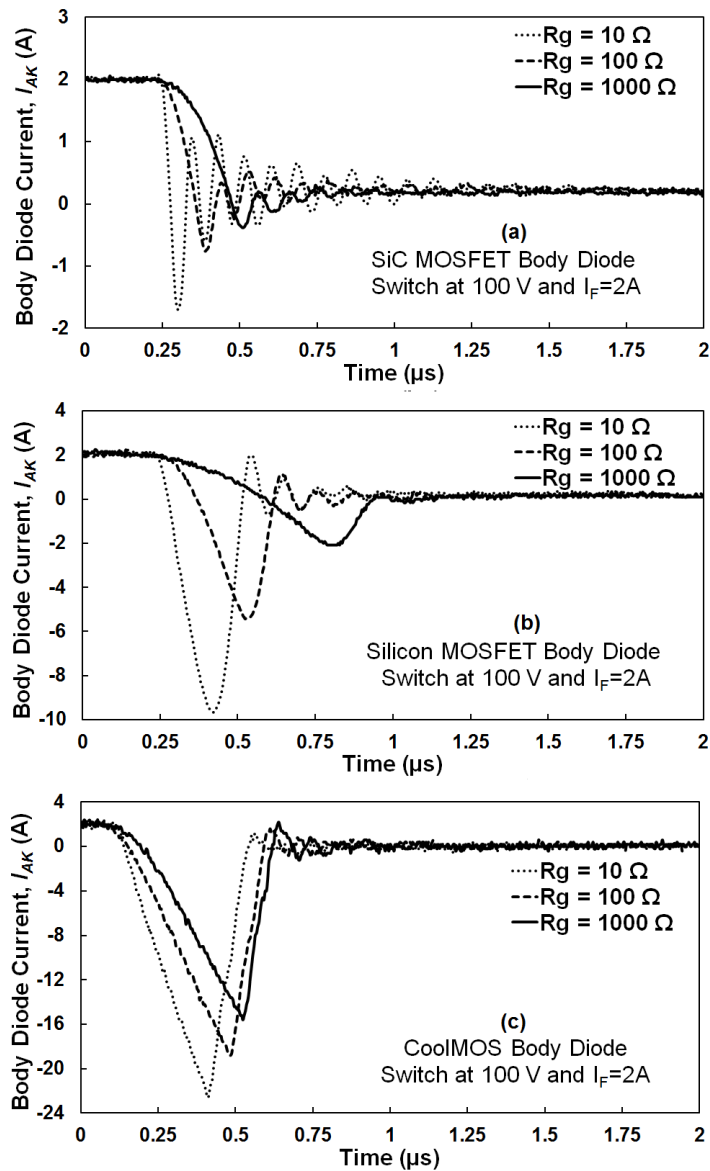 3
2
1
0
-1
-2
Body Diode Current, I_AK (A)
Rg = 10 Ω
Rg = 100 Ω
Rg = 1000 Ω
(a)
SiC MOSFET Body Diode
Switch at 100 V and I_F=2A
0 0.25 0.5 0.75 1 1.25 1.5 1.75 2
Time (µs)
4
2
0
-2
-4
-6
-8
-10
Body Diode Current, I_AK (A)
Rg = 10 Ω
Rg = 100 Ω
Rg = 1000 Ω
(b)
Silicon MOSFET Body Diode
Switch at 100 V and I_F=2A
0 0.25 0.5 0.75 1 1.25 1.5 1.75 2
Time (µs)
4
0
-4
-8
-12
-16
-20
-24
Body Diode Current, I_AK (A)
Rg = 10 Ω
Rg = 100 Ω
Rg = 1000 Ω
(c)
CoolMOS Body Diode
Switch at 100 V and I_F=2A
0 0.25 0.5 0.75 1 1.25 1.5 1.75 2
Time (µs)